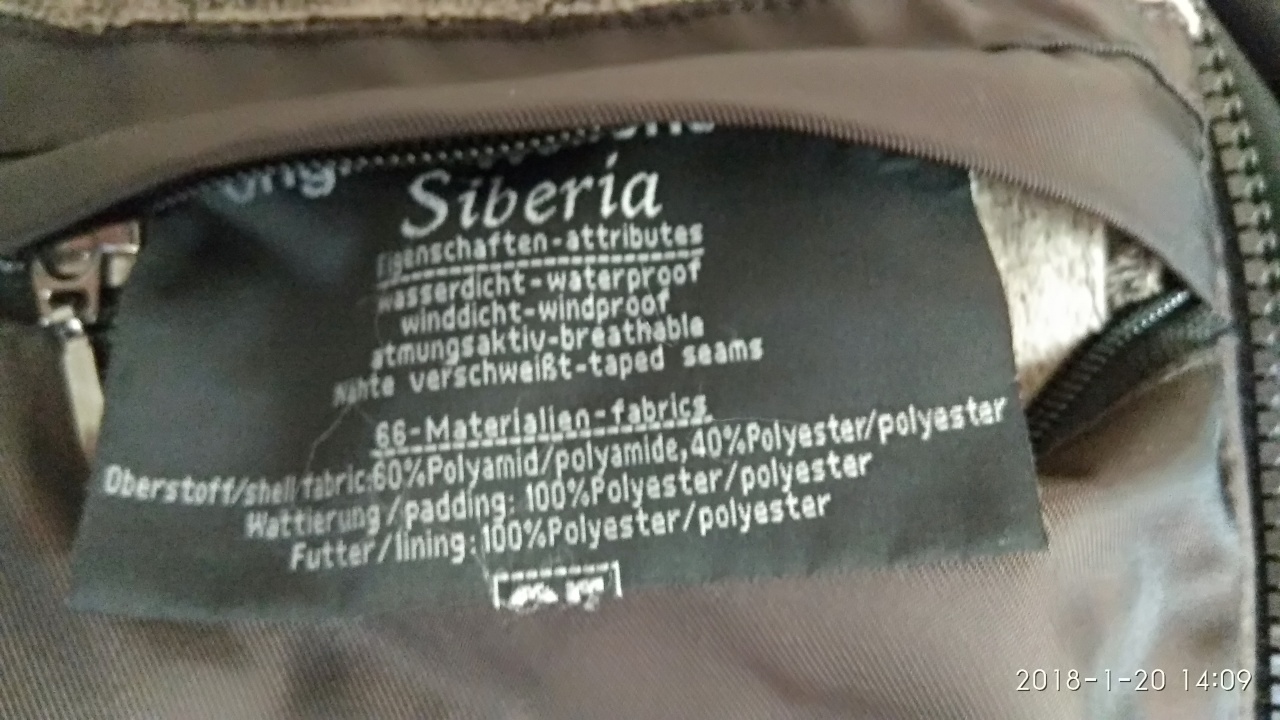 Siberia
Eigenschaften-attributes
wasserdicht-waterproof
winddicht-windproof
atmungsaktiv-breathable
Nähte verschweißt-taped seams
66-Materialien-fabrics
Oberstoff/shell fabric:60%Polyamid/polyamide,40%Polyester/polyester
Wattierung/padding: 100%Polyester/polyester
Futter/lining:100%Polyester/polyester
2018-1-20 14:09